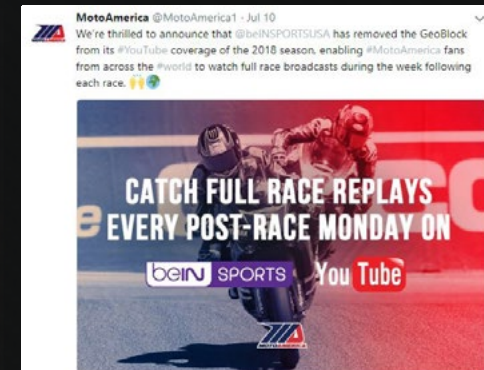 MotoAmerica @MotoAmerica1 · Jul 10
We're thrilled to announce that @beINSPORTSUSA has removed the GeoBlock
from its #YouTube coverage of the 2018 season, enabling #MotoAmerica fans
from across the #world to watch full race broadcasts during the week following
each race. 🙌🌍
CATCH FULL RACE REPLAYS
EVERY POST-RACE MONDAY ON
beIN SPORTS YouTube
MOTOAMERICA